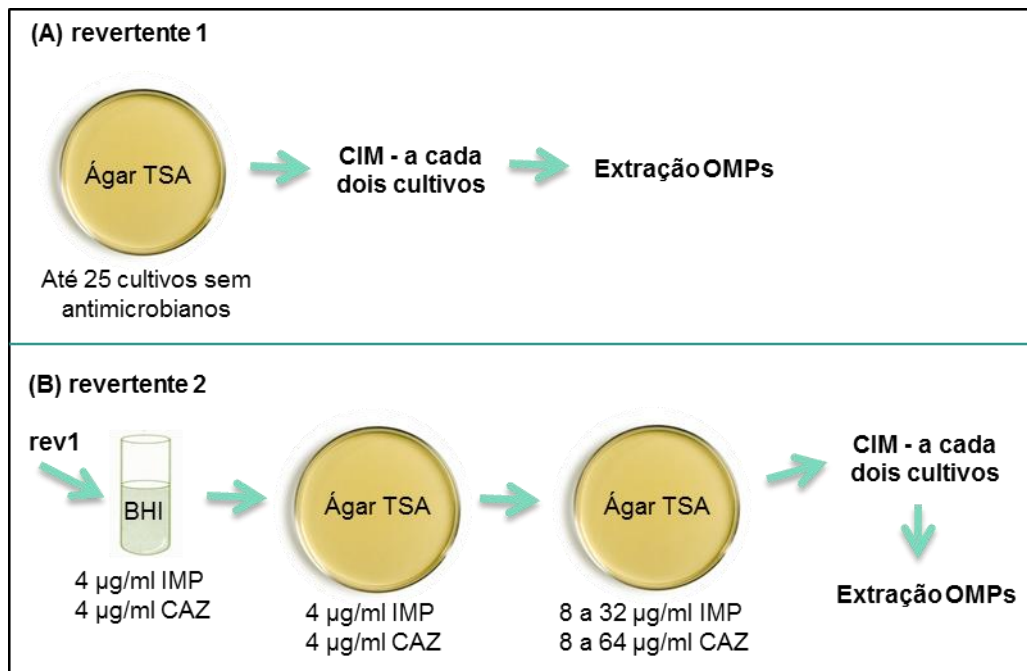 (A) revertente 1
Ágar TSA
CIM - a cada
dois cultivos
Extração OMPs
Até 25 cultivos sem
antimicrobianos
(B) revertente 2
rev1
BHI
4 µg/ml IMP
4 µg/ml CAZ
Ágar TSA
4 µg/ml IMP
4 µg/ml CAZ
Ágar TSA
8 a 32 µg/ml IMP
8 a 64 µg/ml CAZ
CIM - a cada
dois cultivos
Extração OMPs